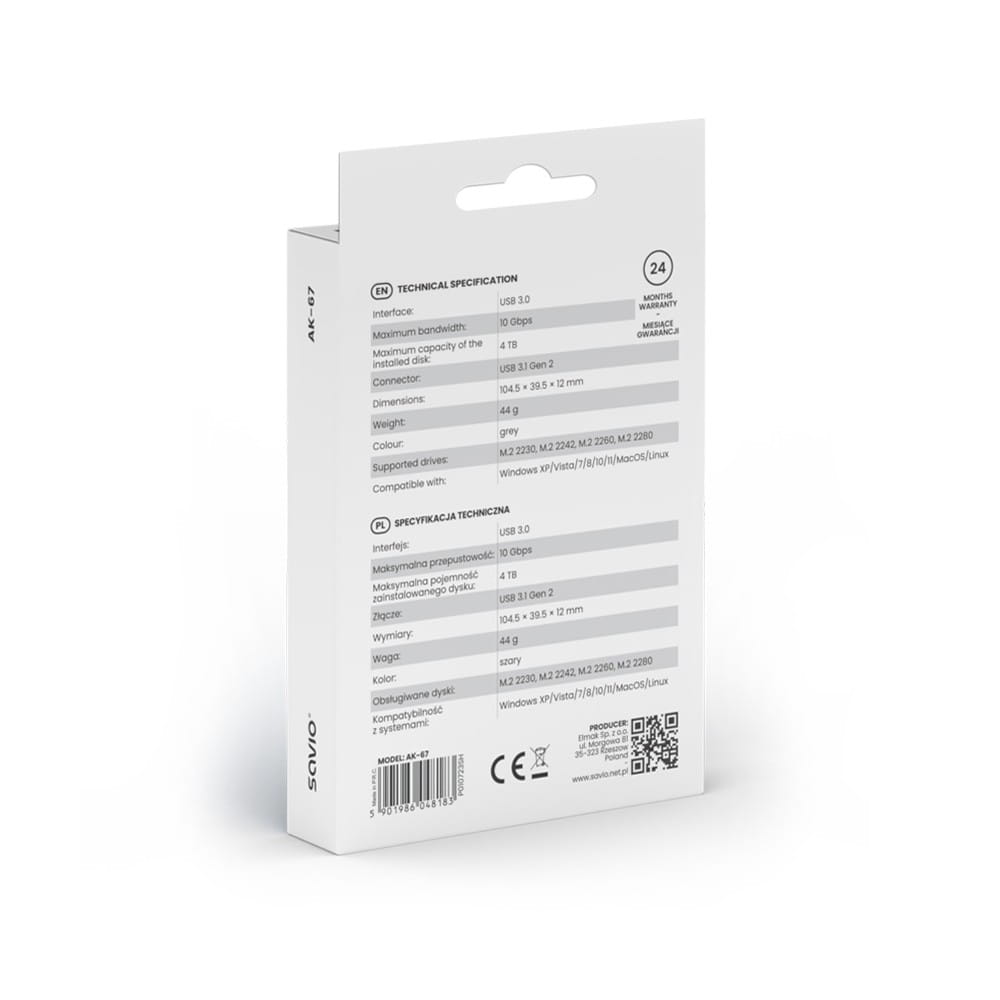 AK-67
savio®
EN TECHNICAL SPECIFICATION
Interface: USB 3.0
Maximum bandwidth: 10 Gbps
Maximum capacity of the
installed disk: 4 TB
Connector: USB 3.1 Gen 2
Dimensions: 104.5 × 39.5 × 12 mm
Weight: 44 g
Colour: grey
Supported drives: M.2 2230, M.2 2242, M.2 2260, M.2 2280
Compatible with: Windows XP/Vista/7/8/10/11/MacOS/Linux
24
MONTHS
WARRANTY
-
MIESIĄCE
GWARANCJI
PL SPECYFIKACJA TECHNICZNA
Interfejs: USB 3.0
Maksymalna przepustowość: 10 Gbps
Maksymalna pojemność
zainstalowanego dysku: 4 TB
Złącze: USB 3.1 Gen 2
Wymiary: 104.5 × 39.5 × 12 mm
Waga: 44 g
Kolor: szary
Obsługiwane dyski: M.2 2230, M.2 2242, M.2 2260, M.2 2280
Kompatybilność
z systemami: Windows XP/Vista/7/8/10/11/MacOS/Linux
MODEL: AK-67
Made in P.R.C.
5 901986 048183
P010723SH
CE
PRODUCER:
Elmak Sp. z o.o.
ul. Morgowa 81
35-323 Rzeszow
Poland
-
www.savio.net.pl